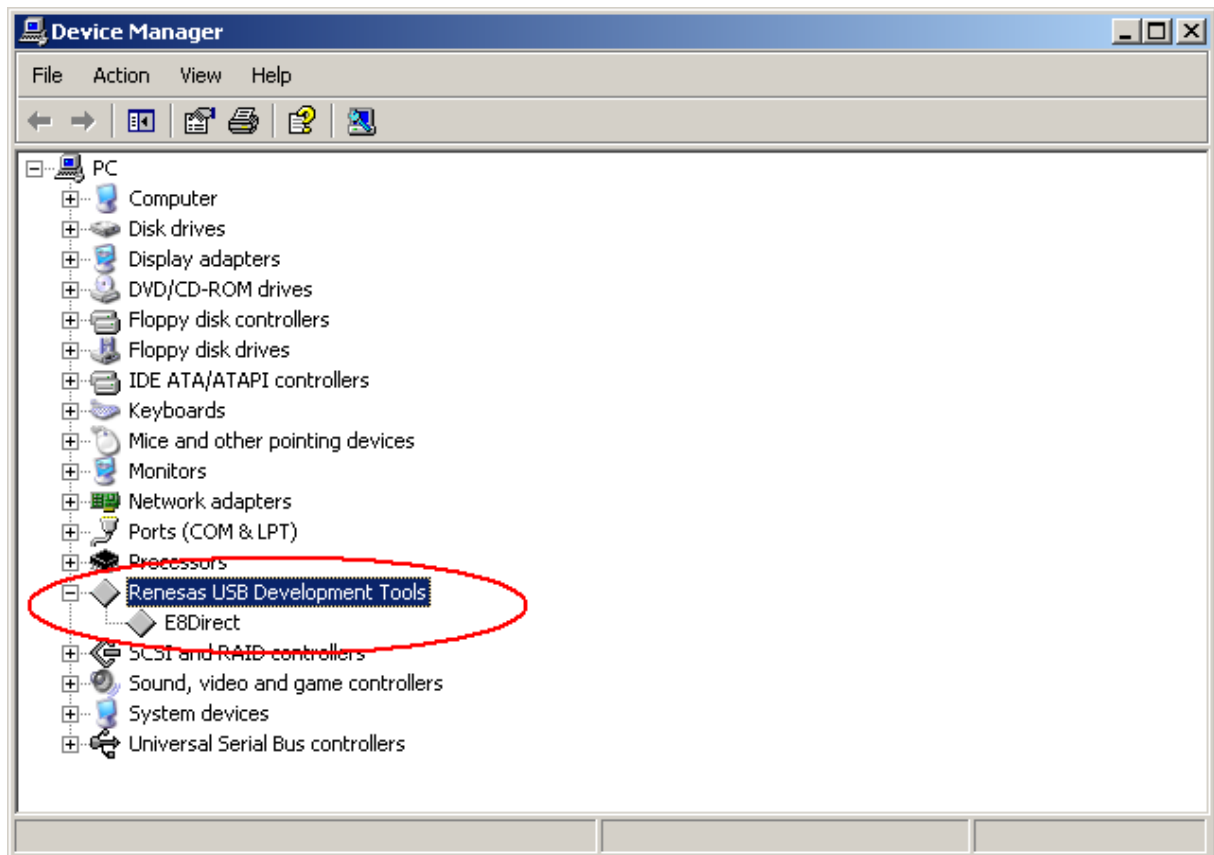 Device Manager
File Action View Help
PC
Computer
Disk drives
Display adapters
DVD/CD-ROM drives
Floppy disk controllers
Floppy disk drives
IDE ATA/ATAPI controllers
Keyboards
Mice and other pointing devices
Monitors
Network adapters
Ports (COM & LPT)
Processors
Renesas USB Development Tools
E8Direct
SCSI and RAID controllers
Sound, video and game controllers
System devices
Universal Serial Bus controllers